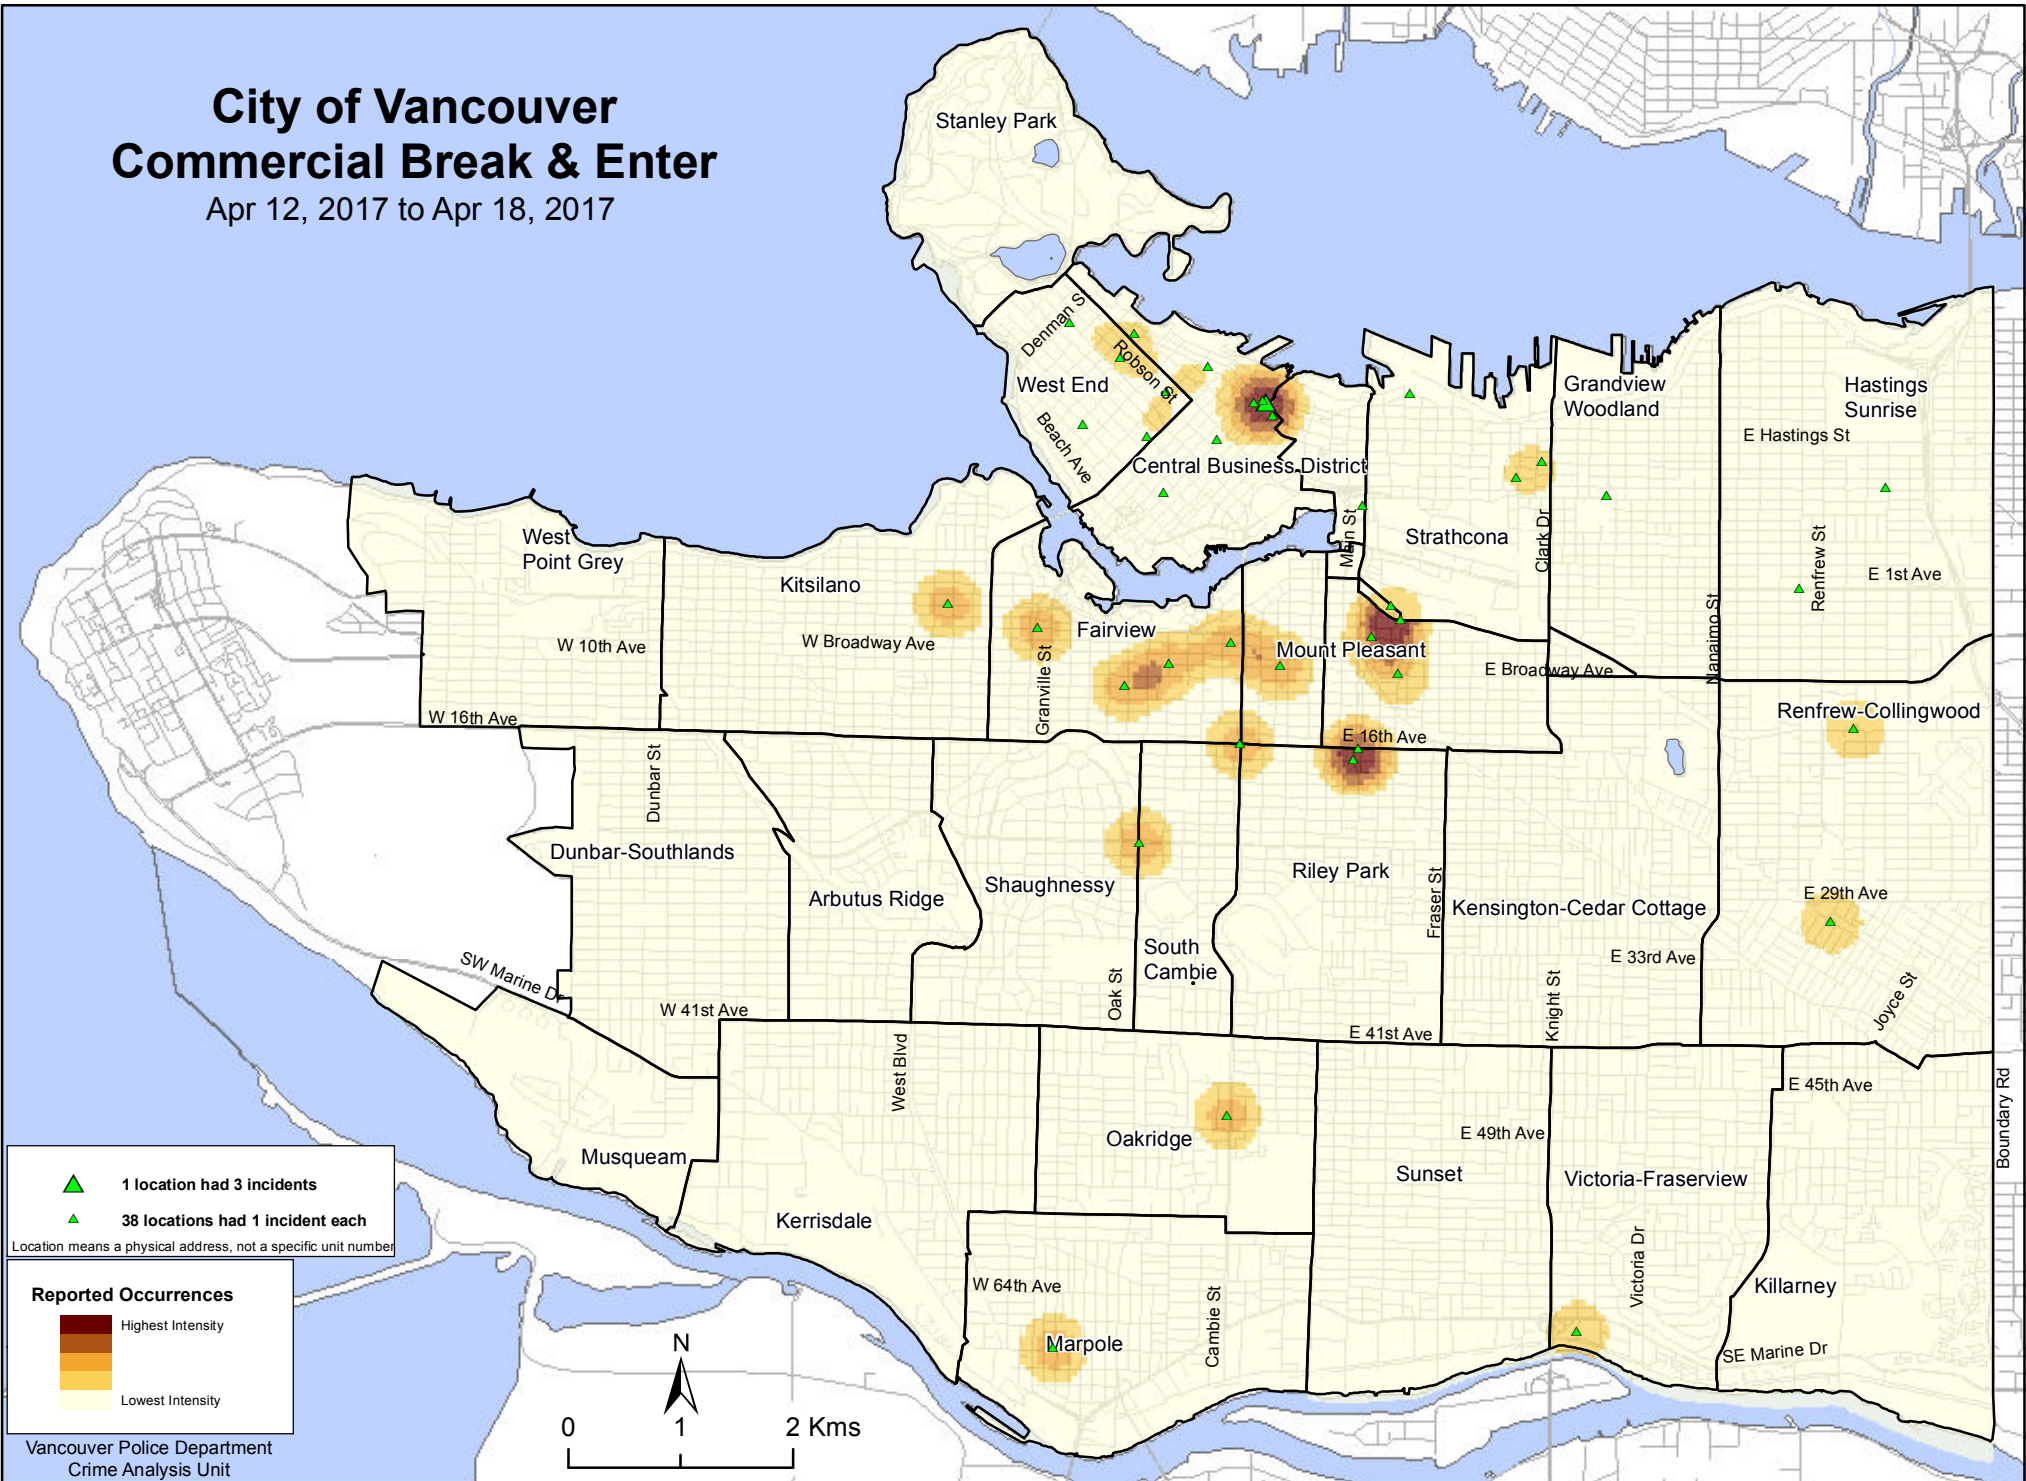 City of Vancouver
Commercial Break & Enter
Apr 12, 2017 to Apr 18, 2017
Stanley Park
Denman S
Robson St
West End
Beach Ave
Central Business District
Grandview
Woodland
Hastings
Sunrise
E Hastings St
West
Point Grey
Kitsilano
Main St
Strathcona
Clark Dr
Renfrew St
E 1st Ave
Nanaimo St
W 10th Ave
W Broadway Ave
Fairview
Granville St
Mount Pleasant
E Broadway Ave
W 16th Ave
E 16th Ave
Renfrew-Collingwood
Dunbar St
Dunbar-Southlands
Arbutus Ridge
Shaughnessy
Riley Park
Fraser St
Kensington-Cedar Cottage
E 29th Ave
South
Cambie
E 33rd Ave
SW Marine Dr
W 41st Ave
Oak St
E 41st Ave
Knight St
Joyce St
West Blvd
E 45th Ave
Boundary Rd
Oakridge
E 49th Ave
Musqueam
Sunset
Victoria-Fraserview
Kerrisdale
Victoria Dr
W 64th Ave
Cambie St
Killarney
Marpole
SE Marine Dr
1 location had 3 incidents
38 locations had 1 incident each
Location means a physical address, not a specific unit number
Reported Occurrences
Highest Intensity
Lowest Intensity
N
0 1 2 Kms
Vancouver Police Department
Crime Analysis Unit